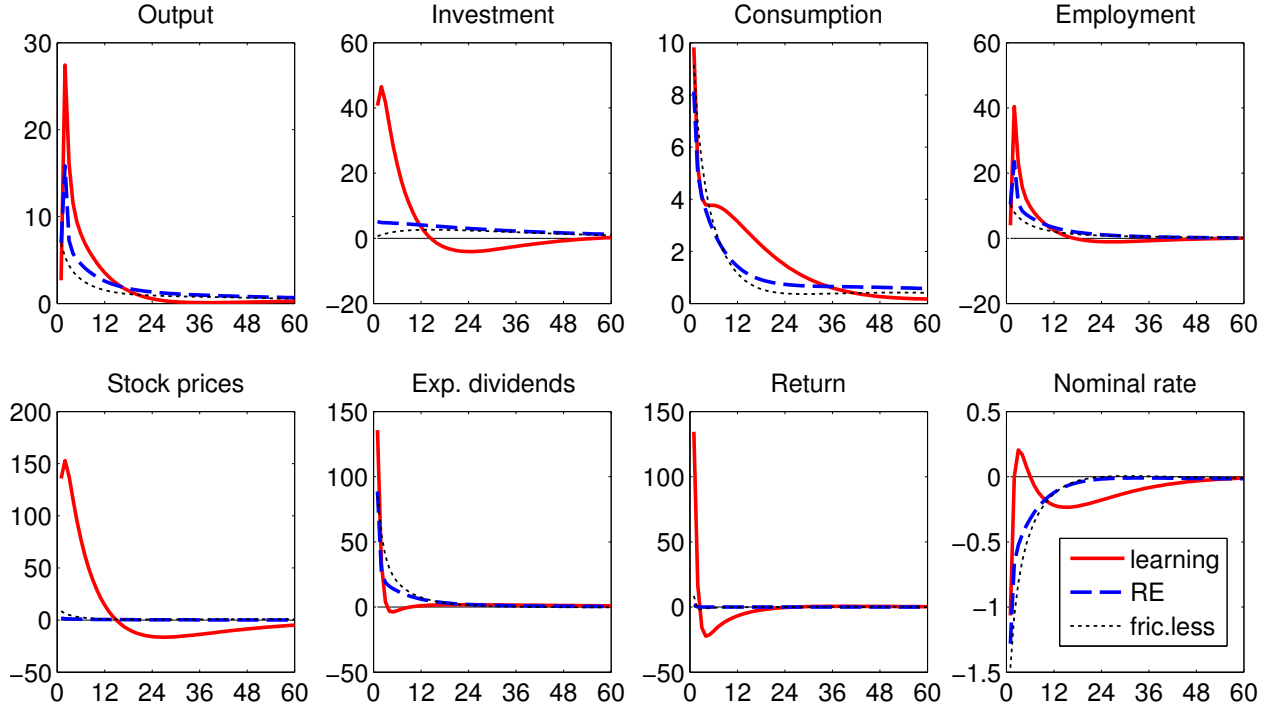 Output
Investment
Consumption
Employment
30
20
10
0
0 12 24 36 48 60
60
40
20
0
−20
0 12 24 36 48 60
10
8
6
4
2
0
0 12 24 36 48 60
60
40
20
0
−20
0 12 24 36 48 60
Stock prices
Exp. dividends
Return
Nominal rate
200
150
100
50
0
−50
0 12 24 36 48 60
150
100
50
0
−50
0 12 24 36 48 60
150
100
50
0
−50
0 12 24 36 48 60
0.5
0
−0.5
−1
−1.5
0 12 24 36 48 60
learning
RE
fric.less